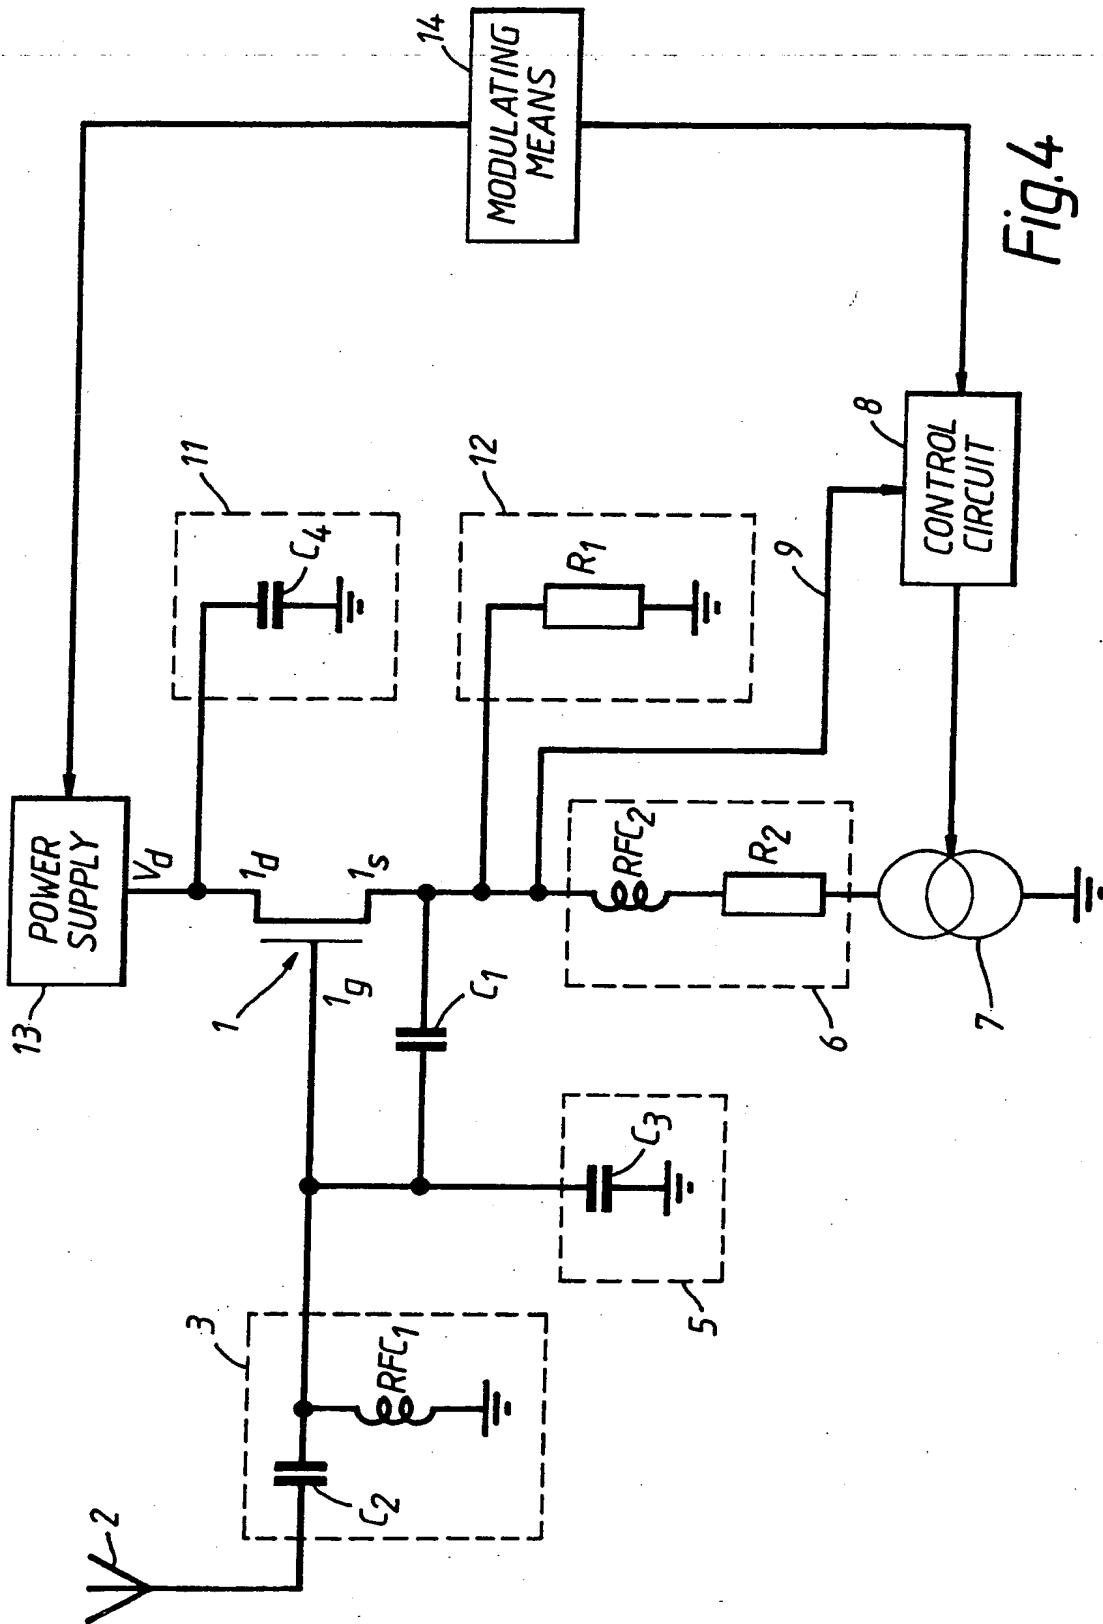 13
POWER
SUPPLY
Vd
1d
1s
1g
1
11
C4
12
R1
14
MODULATING
MEANS
2
3
C2
RFC1
C1
5
C3
6
RFC2
R2
7
9
8
CONTROL
CIRCUIT
Fig.4